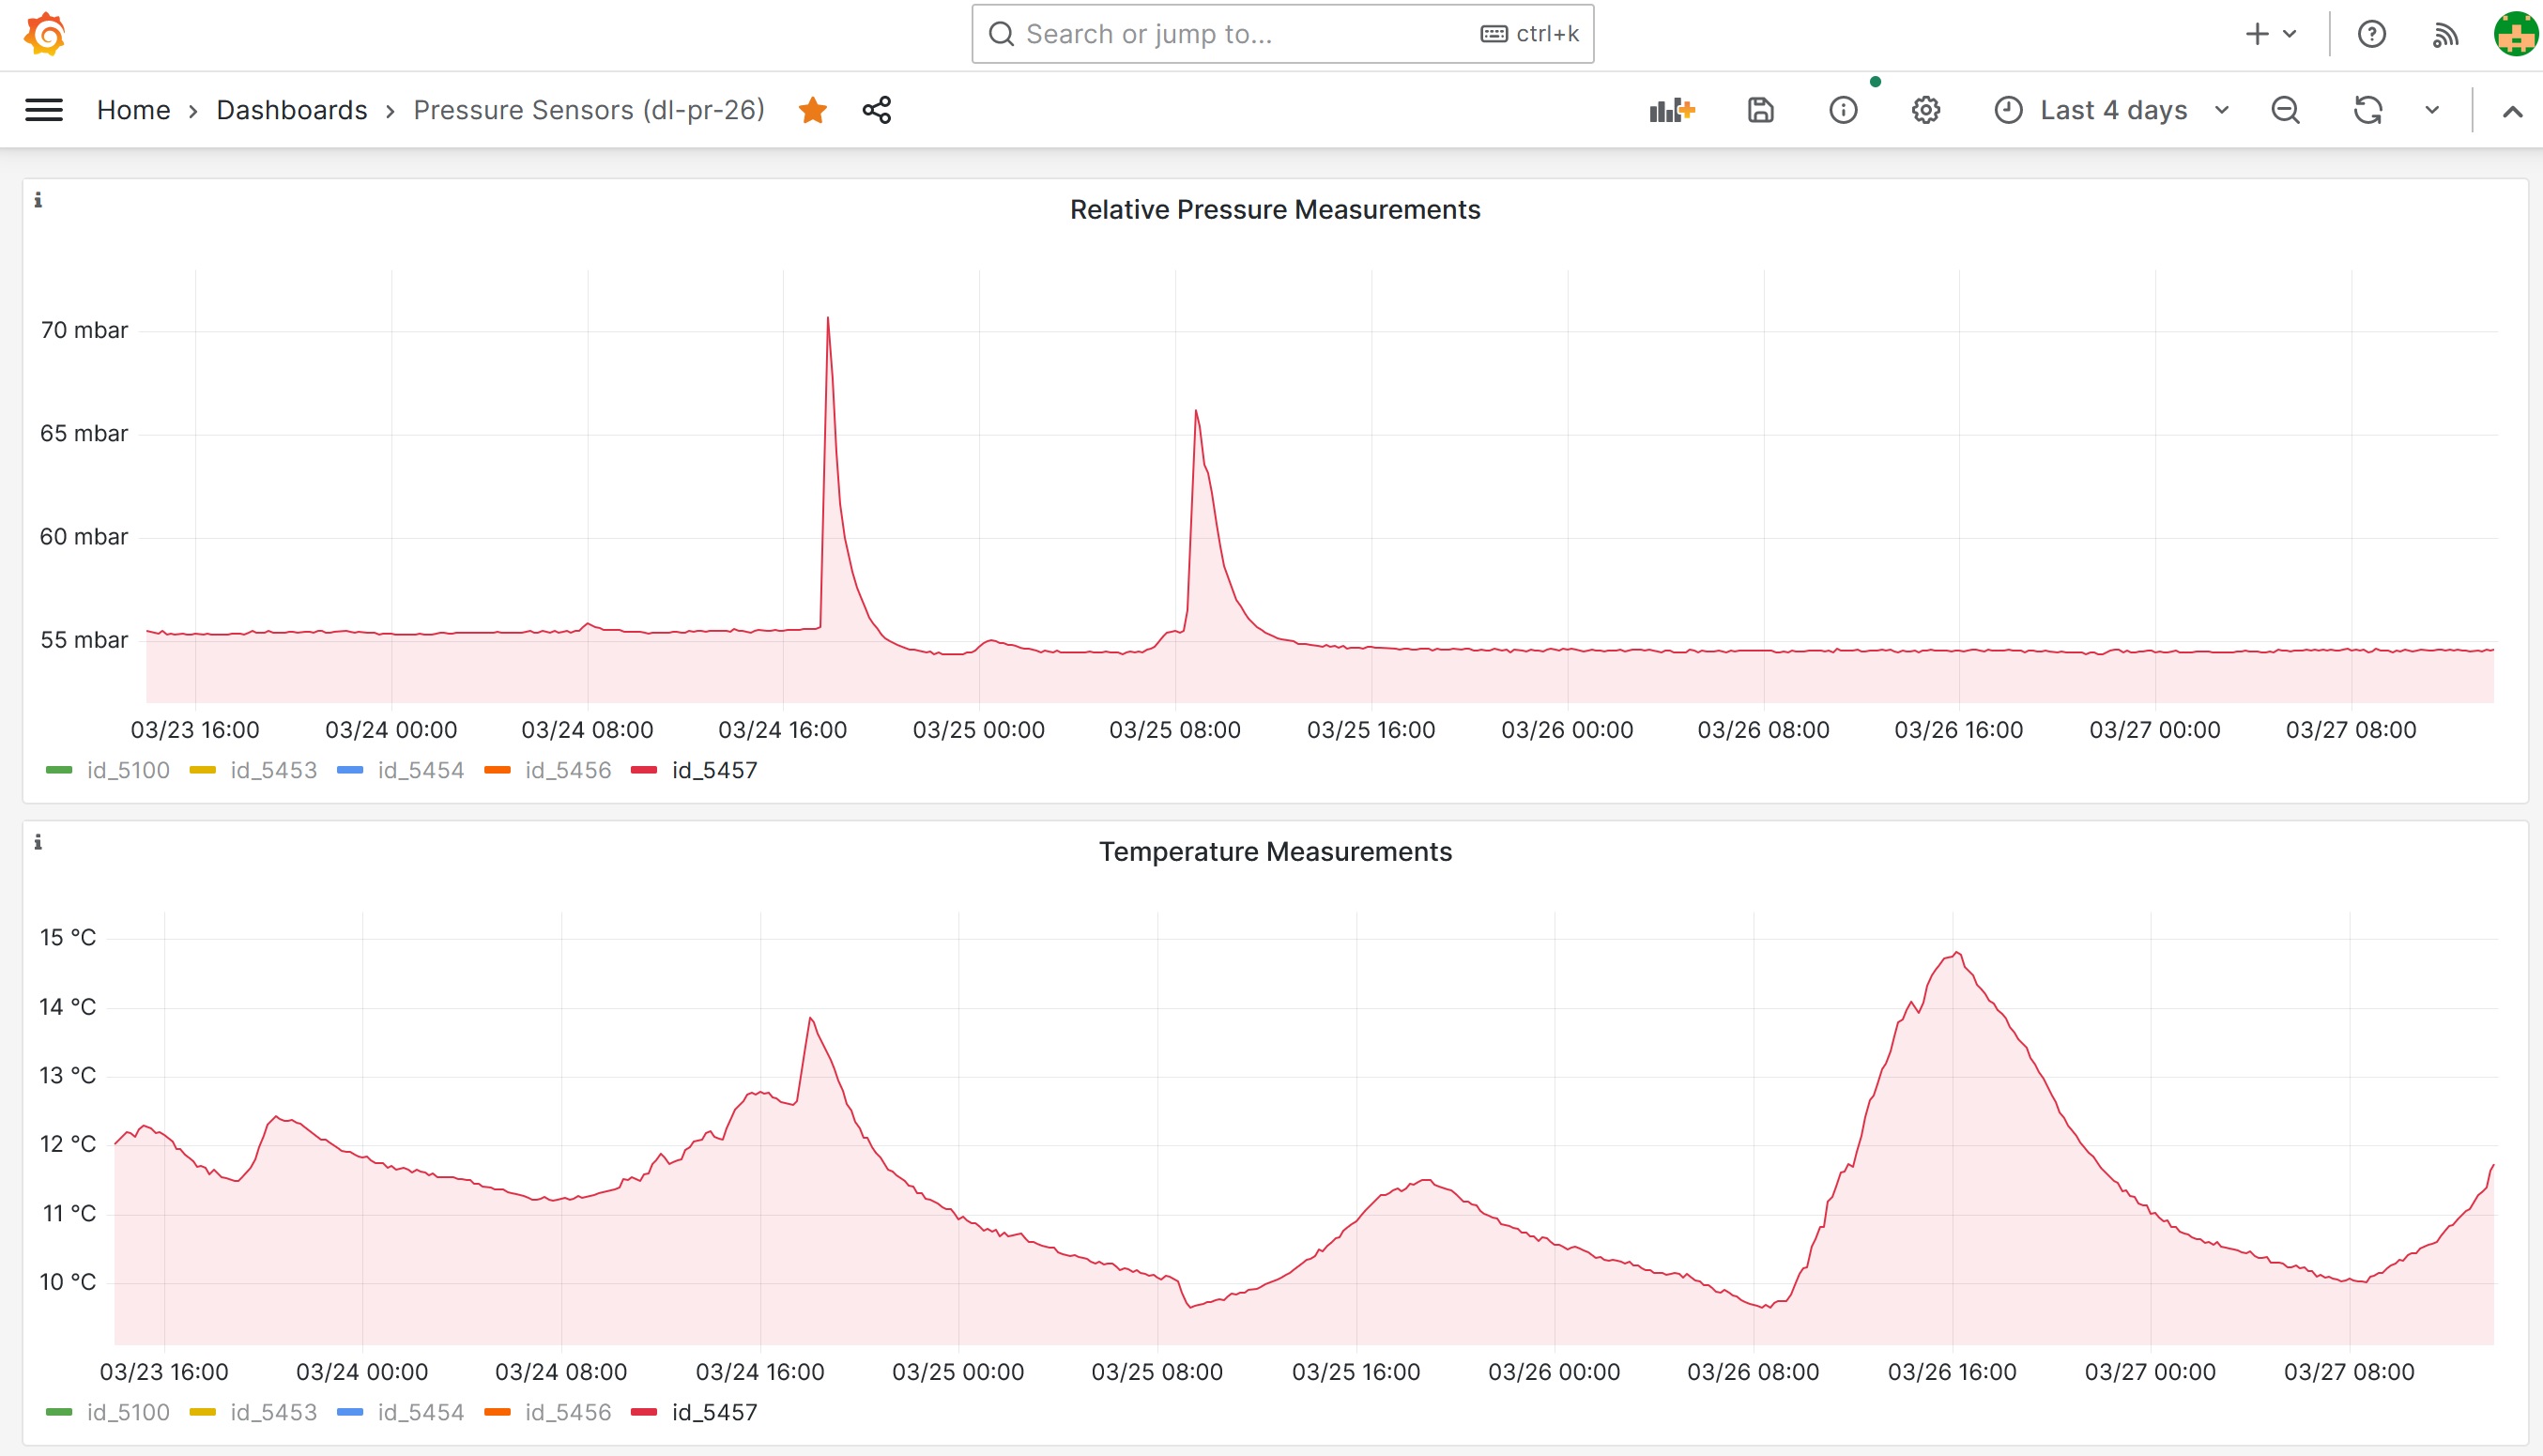 Search or jump to... ctrl+k
Home › Dashboards › Pressure Sensors (dl-pr-26) Last 4 days
Relative Pressure Measurements
70 mbar
65 mbar
60 mbar
55 mbar
03/23 16:00 03/24 00:00 03/24 08:00 03/24 16:00 03/25 00:00 03/25 08:00 03/25 16:00 03/26 00:00 03/26 08:00 03/26 16:00 03/27 00:00 03/27 08:00
id_5100 id_5453 id_5454 id_5456 id_5457
Temperature Measurements
15 °C
14 °C
13 °C
12 °C
11 °C
10 °C
03/23 16:00 03/24 00:00 03/24 08:00 03/24 16:00 03/25 00:00 03/25 08:00 03/25 16:00 03/26 00:00 03/26 08:00 03/26 16:00 03/27 00:00 03/27 08:00
id_5100 id_5453 id_5454 id_5456 id_5457